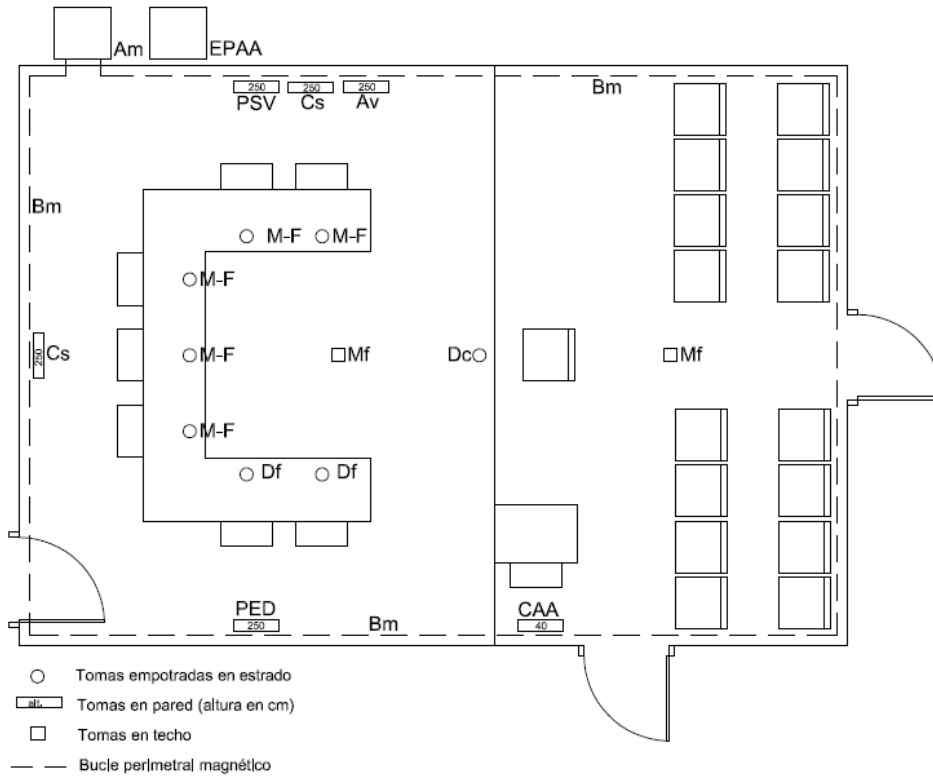 Am EPAA
250 250 250
PSV Cs Av
Bm
Bm
M-F M-F
M-F
250 Cs
M-F
Mf
Dc
Mf
M-F
Df Df
PED
250
Bm
CAA
40
Tomas empotradas en estrado
alt. Tomas en pared (altura en cm)
Tomas en techo
Bucle perimetral magnético